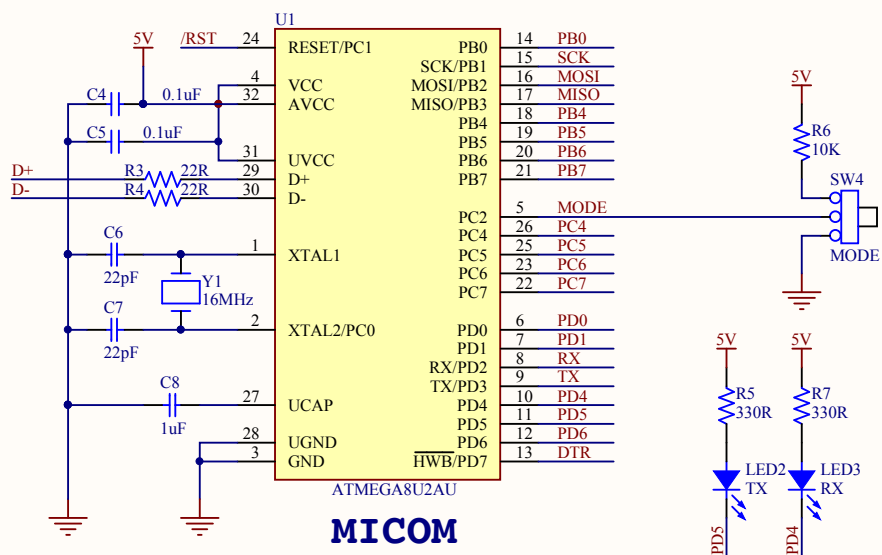 U1
5V
/RST 24 RESET/PC1 PB0 14 PB0
SCK/PB1 15 SCK
4 VCC MOSI/PB2 16 MOSI
C4 0.1uF 32 AVCC MISO/PB3 17 MISO
PB4 18 PB4
C5 0.1uF PB5 19 PB5
31 UVCC PB6 20 PB6
D+ R3 22R 29 D+ PB7 21 PB7
D- R4 22R 30 D-
PC2 5 MODE
PC4 26 PC4
C6 22pF 1 XTAL1 PC5 25 PC5
PC6 23 PC6
Y1 16MHz PC7 22 PC7
C7 22pF 2 XTAL2/PC0 PD0 6 PD0
PD1 7 PD1
RX/PD2 8 RX
TX/PD3 9 TX
C8 1uF 27 UCAP PD4 10 PD4
PD5 11 PD5
28 UGND PD6 12 PD6
3 GND HWB/PD7 13 DTR
ATMEGA8U2AU
MICOM
5V
R6
10K
SW4
MODE
5V 5V
R5 R7
330R 330R
LED2 LED3
TX RX
PD5 PD4